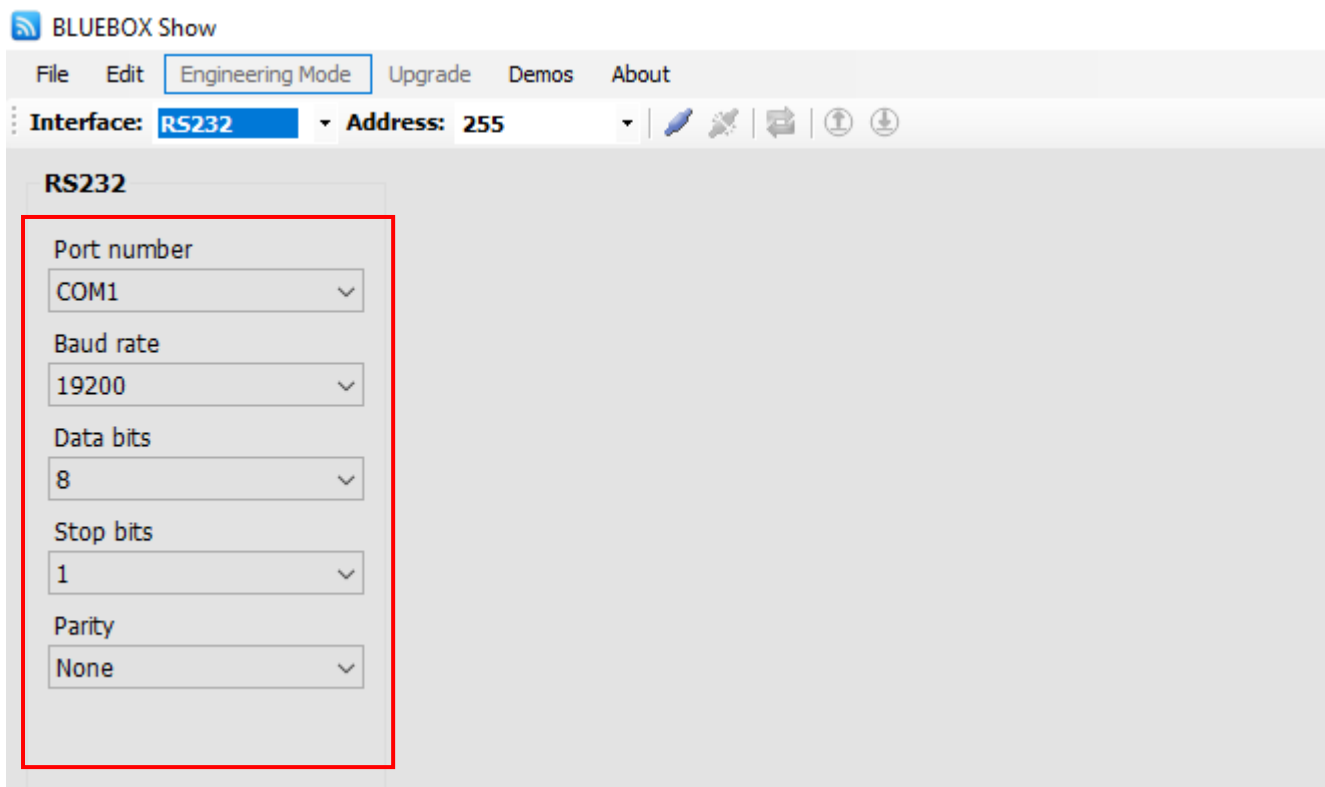 BLUEBOX Show
File Edit Engineering Mode Upgrade Demos About
Interface: RS232 Address: 255
RS232
Port number
COM1
Baud rate
19200
Data bits
8
Stop bits
1
Parity
None